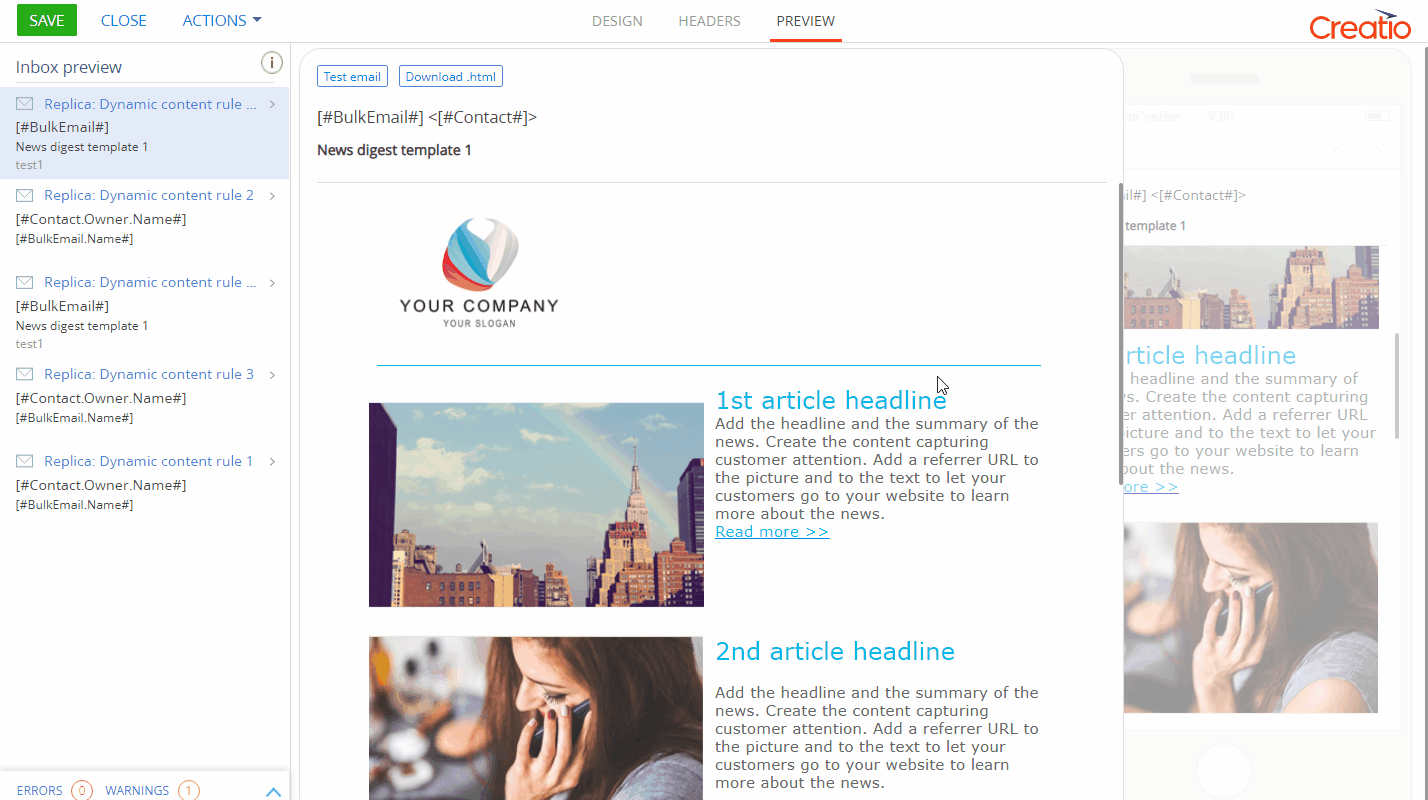 SAVE
CLOSE
ACTIONS
DESIGN
HEADERS
PREVIEW
Creatio
Inbox preview
i
Replica: Dynamic content rule ...
[#BulkEmail#]
News digest template 1
test1
Replica: Dynamic content rule 2
[#Contact.Owner.Name#]
[#BulkEmail.Name#]
Replica: Dynamic content rule ...
[#BulkEmail#]
News digest template 1
test1
Replica: Dynamic content rule 3
[#Contact.Owner.Name#]
[#BulkEmail.Name#]
Replica: Dynamic content rule 1
[#Contact.Owner.Name#]
[#BulkEmail.Name#]
ERRORS 0 WARNINGS 1
Test email
Download .html
[#BulkEmail#] <[#Contact#]>
News digest template 1
YOUR COMPANY
YOUR SLOGAN
1st article headline
Add the headline and the summary of the
news. Create the content capturing
customer attention. Add a referrer URL to
the picture and to the text to let your
customers go to your website to learn
more about the news.
Read more >>
2nd article headline
Add the headline and the summary of the
news. Create the content capturing
customer attention. Add a referrer URL to
the picture and to the text to let your
customers go to your website to learn
more about the news.
online 9:00
il#] <[#Contact#]>
template 1
rticle headline
headline and the summary of
s. Create the content capturing
er attention. Add a referrer URL
icture and to the text to let your
ers go to your website to learn
out the news.
ore >>